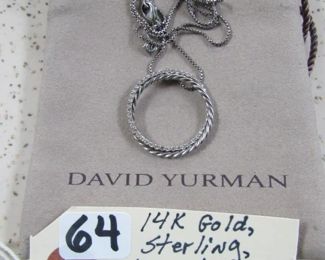 DAVID YURMAN
64
14K Gold,
Sterling,